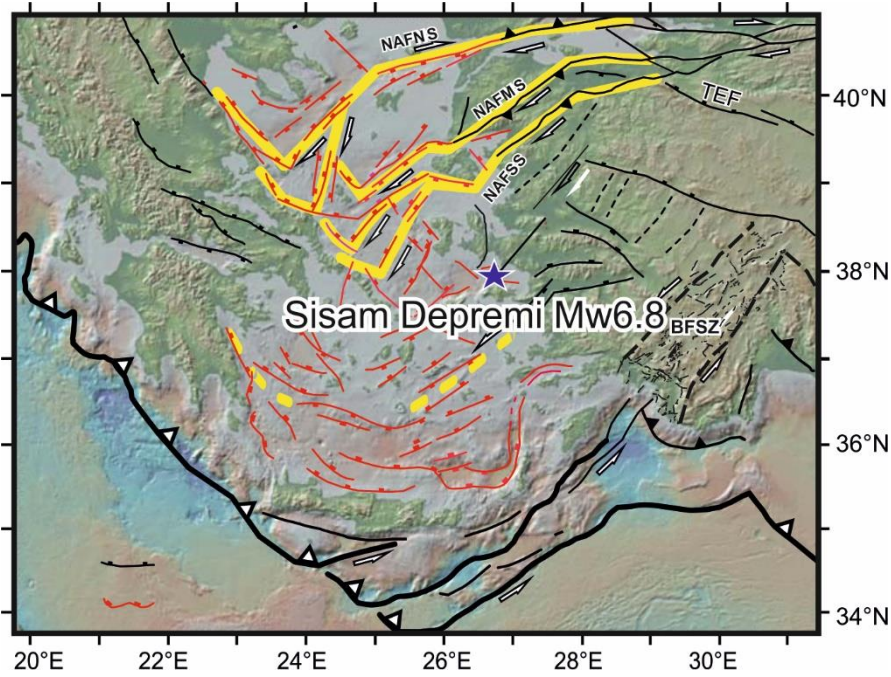 NAFNS
NAFMS
TEF
40°N
NAFSS
38°N
Sisam Depremi Mw6.8
BFSZ
36°N
34°N
20°E 22°E 24°E 26°E 28°E 30°E